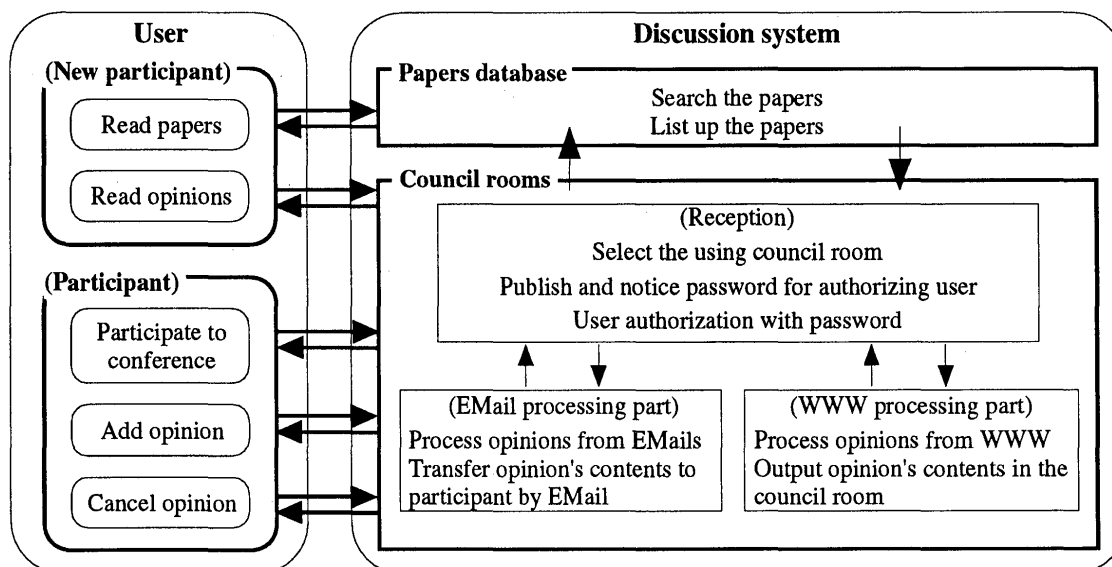 User
(New participant)
Read papers
Read opinions
(Participant)
Participate to
conference
Add opinion
Cancel opinion
Discussion system
Papers database
Search the papers
List up the papers
Council rooms
(Reception)
Select the using council room
Publish and notice password for authorizing user
User authorization with password
(EMail processing part)
Process opinions from EMails
Transfer opinion's contents to
participant by EMail
(WWW processing part)
Process opinions from WWW
Output opinion's contents in the
council room